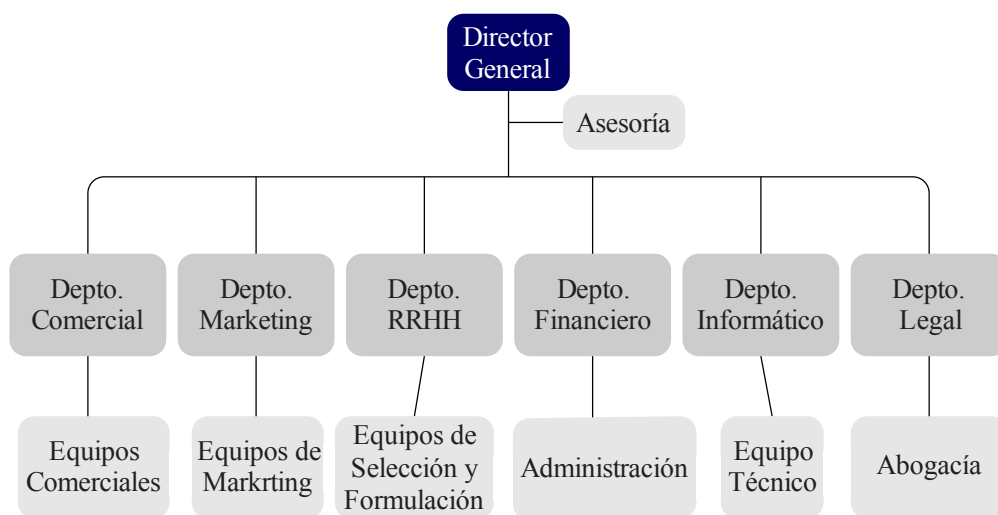 Director
General
Asesoría
Depto.
Comercial
Depto.
Marketing
Depto.
RRHH
Depto.
Financiero
Depto.
Informático
Depto.
Legal
Equipos
Comerciales
Equipos de
Markrting
Equipos de
Selección y
Formulación
Administración
Equipo
Técnico
Abogacía